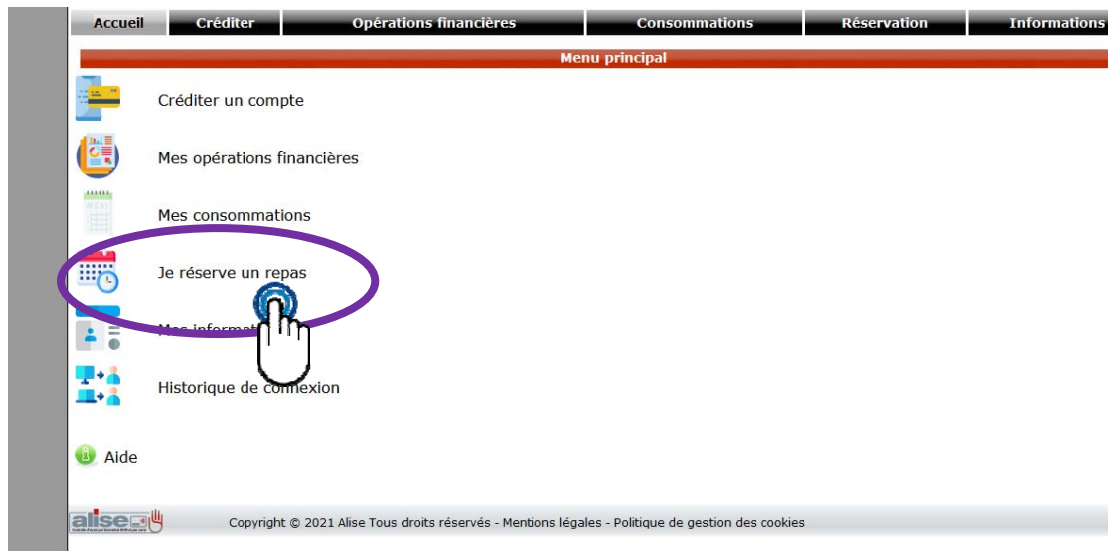 Accueil Créditer Opérations financières Consommations Réservation Informations
Menu principal
Créditer un compte
Mes opérations financières
Mes consommations
Je réserve un repas
Mes
Historique de connexion
Aide
alise
Copyright © 2021 Alise Tous droits réservés - Mentions légales - Politique de gestion des cookies